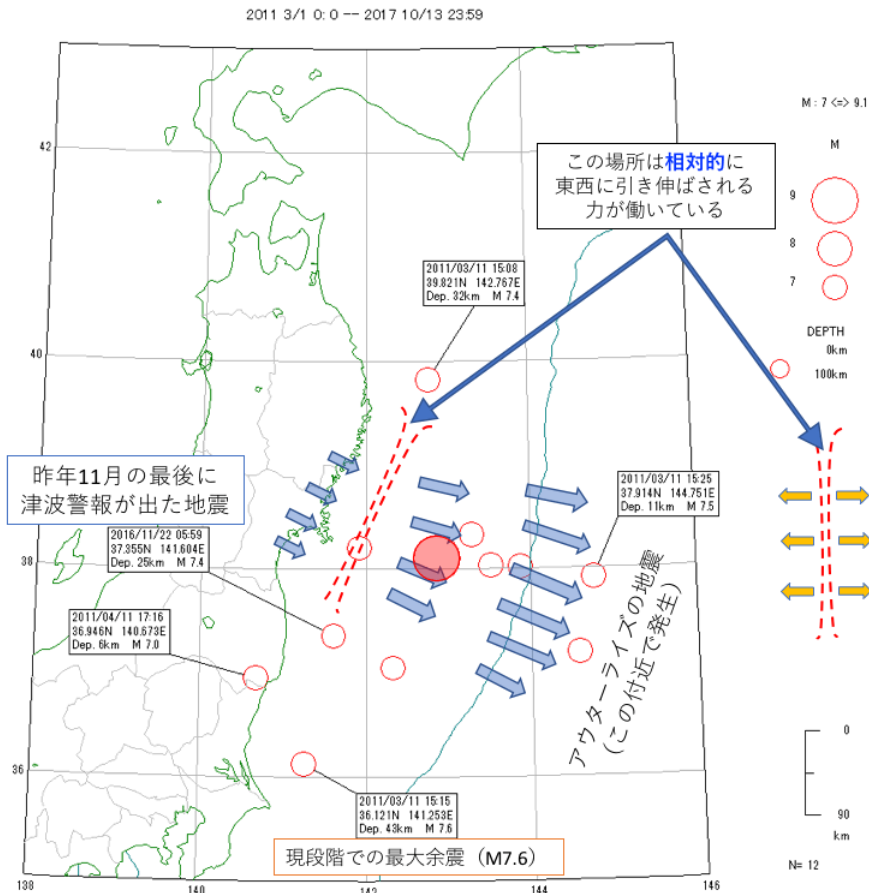 2011 3/1 0: 0 -- 2017 10/13 23:59
M : 7 <=> 9.1
M
9
8
7
DEPTH
0km
100km
この場所は相対的に
東西に引き伸ばされる
力が働いている
42
40
38
36
2011/03/11 15:08
39.821N 142.767E
Dep. 32km M 7.4
昨年11月の最後に
津波警報が出た地震
2016/11/22 05:59
37.355N 141.604E
Dep. 25km M 7.4
2011/03/11 15:25
37.914N 144.751E
Dep. 11km M 7.5
2011/04/11 17:16
36.946N 140.673E
Dep. 6km M 7.0
アウターライズの地震
(この付近で発生)
2011/03/11 15:15
36.121N 141.253E
Dep. 43km M 7.6
現段階での最大余震（M7.6）
0
90
km
N= 12
138
140
142
144
146